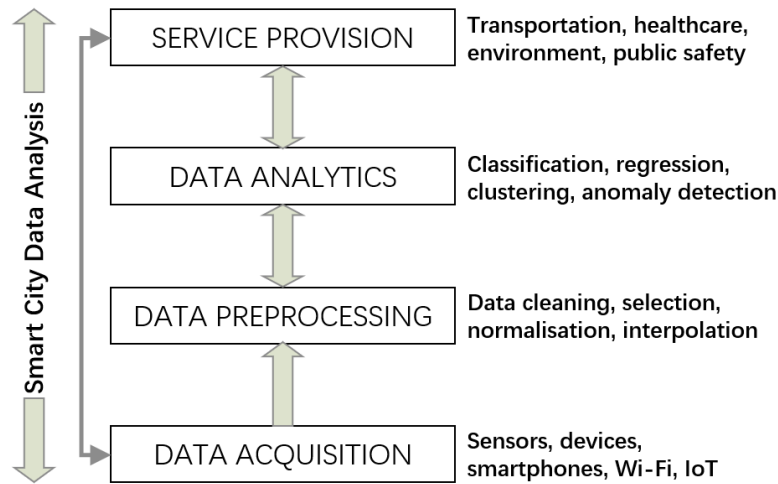 SERVICE PROVISION
Transportation, healthcare,
environment, public safety
DATA ANALYTICS
Classification, regression,
clustering, anomaly detection
Smart City Data Analysis
DATA PREPROCESSING
Data cleaning, selection,
normalisation, interpolation
DATA ACQUISITION
Sensors, devices,
smartphones, Wi-Fi, IoT